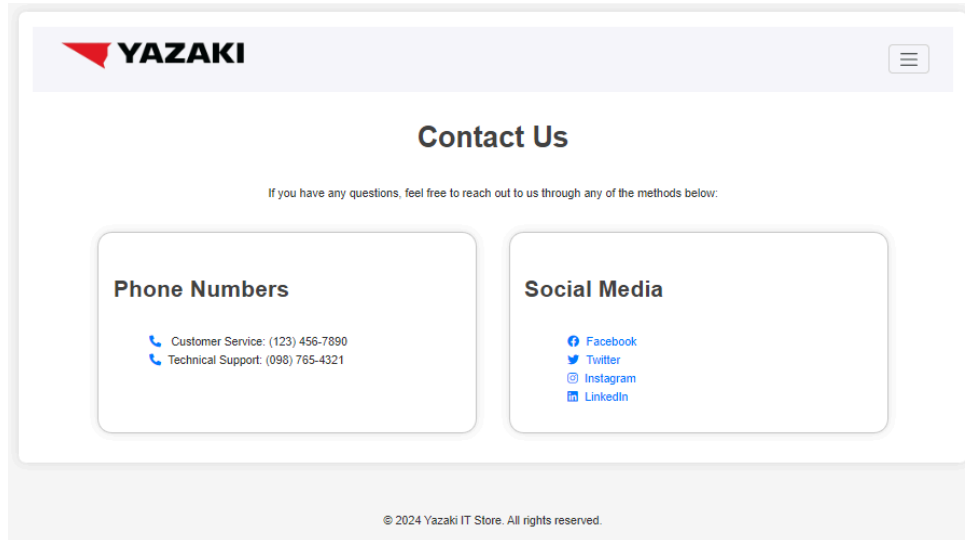 YAZAKI
Contact Us
If you have any questions, feel free to reach out to us through any of the methods below:
Phone Numbers
Customer Service: (123) 456-7890
Technical Support: (098) 765-4321
Social Media
Facebook
Twitter
Instagram
LinkedIn
© 2024 Yazaki IT Store. All rights reserved.